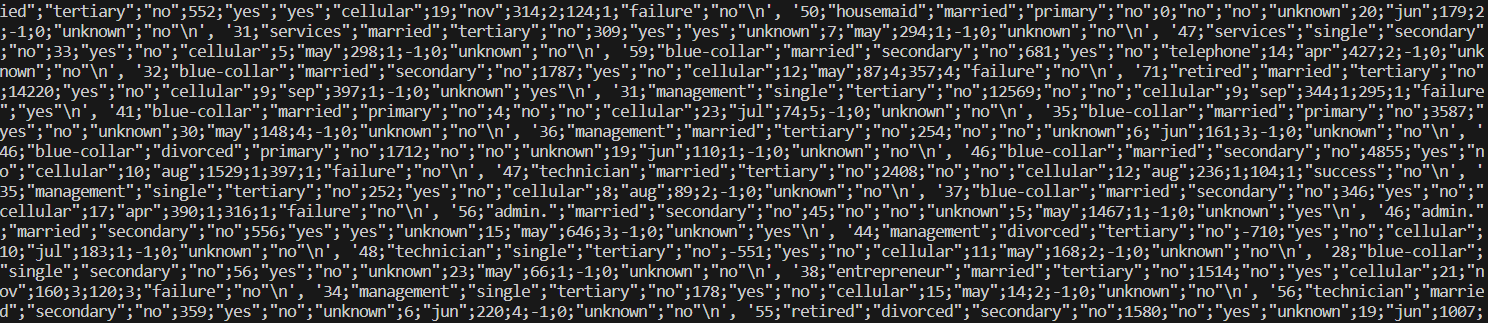 ied";"tertiary";"no";552;"yes";"yes";"cellular";19;"nov";314;2;124;1;"failure";"no"\n', '50;"housemaid";"married";"primary";"no";0;"no";"no";"unknown";20;"jun";179;2
;-1;0;"unknown";"no"\n', '31;"services";"married";"tertiary";"no";309;"yes";"yes";"unknown";7;"may";294;1;-1;0;"unknown";"no"\n', '47;"services";"single";"secondary"
;"no";33;"yes";"no";"cellular";5;"may";298;1;-1;0;"unknown";"no"\n', '59;"blue-collar";"married";"secondary";"no";681;"yes";"no";"telephone";14;"apr";427;2;-1;0;"unk
nown";"no"\n', '32;"blue-collar";"married";"secondary";"no";1787;"yes";"no";"cellular";12;"may";87;4;357;4;"failure";"no"\n', '71;"retired";"married";"tertiary";"no"
;14220;"yes";"no";"cellular";9;"sep";397;1;-1;0;"unknown";"yes"\n', '31;"management";"single";"tertiary";"no";12569;"no";"no";"cellular";9;"sep";344;1;295;1;"failure
";"yes"\n', '41;"blue-collar";"married";"primary";"no";4;"no";"no";"cellular";23;"jul";74;5;-1;0;"unknown";"no"\n', '35;"blue-collar";"married";"primary";"no";3587;"
yes";"no";"unknown";30;"may";148;4;-1;0;"unknown";"no"\n', '36;"management";"married";"tertiary";"no";254;"no";"no";"unknown";6;"jun";161;3;-1;0;"unknown";"no"\n', '
46;"blue-collar";"divorced";"primary";"no";1712;"no";"no";"unknown";19;"jun";110;1;-1;0;"unknown";"no"\n', '46;"blue-collar";"married";"secondary";"no";4855;"yes";"n
o";"cellular";10;"aug";1529;1;397;1;"failure";"no"\n', '47;"technician";"married";"tertiary";"no";2408;"no";"no";"cellular";12;"aug";236;1;104;1;"success";"no"\n', '
35;"management";"single";"tertiary";"no";252;"yes";"no";"cellular";8;"aug";89;2;-1;0;"unknown";"no"\n', '37;"blue-collar";"married";"secondary";"no";346;"yes";"no";"
cellular";17;"apr";390;1;316;1;"failure";"no"\n', '56;"admin.";"married";"secondary";"no";45;"no";"no";"unknown";5;"may";1467;1;-1;0;"unknown";"yes"\n', '46;"admin."
;"married";"secondary";"no";556;"yes";"yes";"unknown";15;"may";646;3;-1;0;"unknown";"yes"\n', '44;"management";"divorced";"tertiary";"no";-710;"yes";"no";"cellular";
10;"jul";183;1;-1;0;"unknown";"no"\n', '48;"technician";"single";"tertiary";"no";-551;"yes";"no";"cellular";11;"may";168;2;-1;0;"unknown";"no"\n', '28;"blue-collar";
"single";"secondary";"no";56;"yes";"no";"unknown";23;"may";66;1;-1;0;"unknown";"no"\n', '38;"entrepreneur";"married";"tertiary";"no";1514;"no";"yes";"cellular";21;"n
ov";160;3;120;3;"failure";"no"\n', '34;"management";"single";"tertiary";"no";178;"yes";"no";"cellular";15;"may";14;2;-1;0;"unknown";"no"\n', '56;"technician";"marrie
d";"secondary";"no";359;"yes";"no";"unknown";6;"jun";220;4;-1;0;"unknown";"no"\n', '55;"retired";"divorced";"secondary";"no";1580;"no";"yes";"unknown";19;"jun";1007;